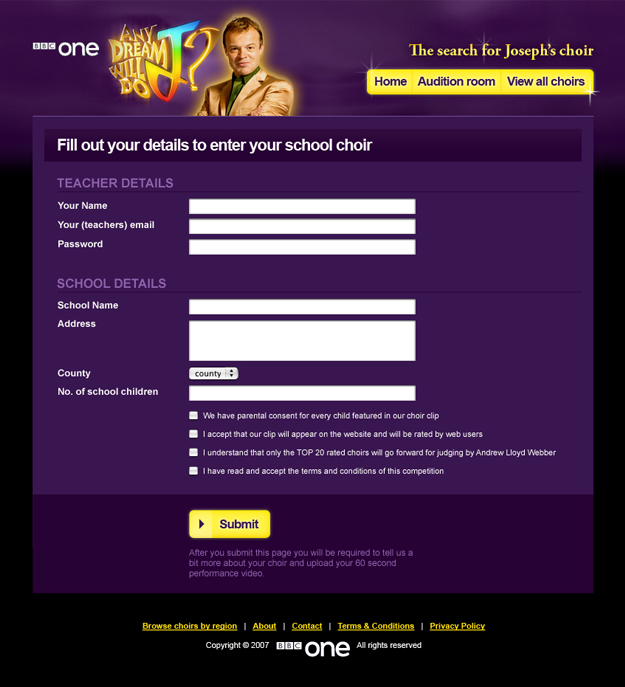 BBC one
ANY DREAM WILL DO J?
The search for Joseph's choir
Home Audition room View all choirs
Fill out your details to enter your school choir
TEACHER DETAILS
Your Name
Your (teachers) email
Password
SCHOOL DETAILS
School Name
Address
County county
No. of school children
We have parental consent for every child featured in our choir clip
I accept that our clip will appear on the website and will be rated by web users
I understand that only the TOP 20 rated choirs will go forward for judging by Andrew Lloyd Webber
I have read and accept the terms and conditions of this competition
Submit
After you submit this page you will be required to tell us a
bit more about your choir and upload your 60 second
performance video.
Browse choirs by region | About | Contact | Terms & Conditions | Privacy Policy
Copyright © 2007 BBC one All rights reserved